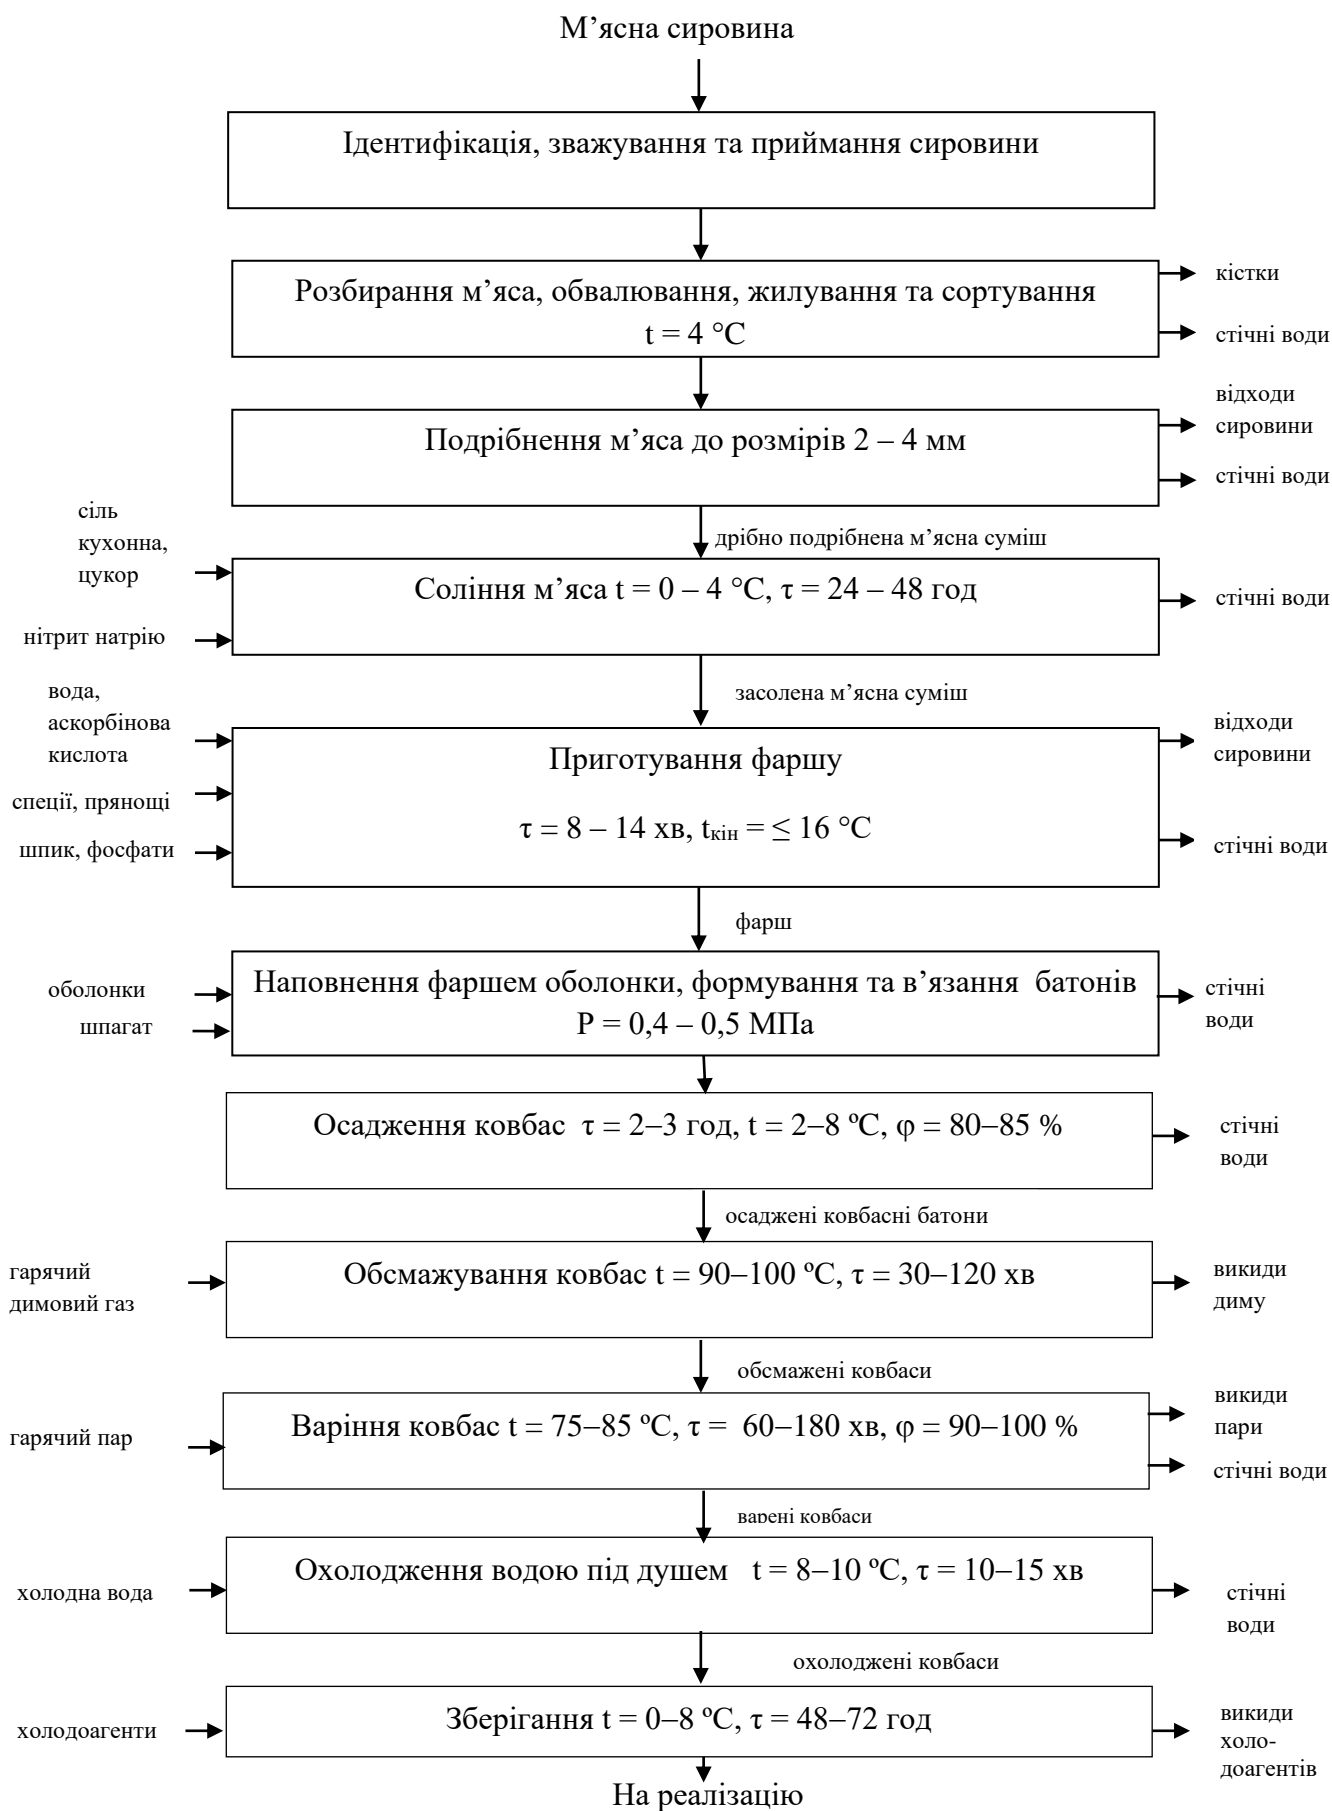 М’ясна сировина
Ідентифікація, зважування та приймання сировини
Розбирання м’яса, обвалювання, жилування та сортування
t = 4 °C
кістки
стічні води
Подрібнення м’яса до розмірів 2 – 4 мм
відходи
сировини
стічні води
дрібно подрібнена м’ясна суміш
сіль
кухонна,
цукор
нітрит натрію
Соління м’яса t = 0 – 4 °C, τ = 24 – 48 год
стічні води
засолена м’ясна суміш
вода,
аскорбінова
кислота
спеції, прянощі
шпик, фосфати
Приготування фаршу
τ = 8 – 14 хв, tкін = ≤ 16 °C
відходи
сировини
стічні води
фарш
оболонки
шпагат
Наповнення фаршем оболонки, формування та в’язання батонів
P = 0,4 – 0,5 МПа
стічні
води
Осадження ковбас τ = 2–3 год, t = 2–8 ºС, φ = 80–85 %
стічні
води
осаджені ковбасні батони
гарячий
димовий газ
Обсмажування ковбас t = 90–100 ºС, τ = 30–120 хв
викиди
диму
обсмажені ковбаси
гарячий пар
Варіння ковбас t = 75–85 ºС, τ = 60–180 хв, φ = 90–100 %
викиди
пари
стічні води
варені ковбаси
холодна вода
Охолодження водою під душем t = 8–10 ºС, τ = 10–15 хв
стічні
води
охолоджені ковбаси
холодоагенти
Зберігання t = 0–8 ºС, τ = 48–72 год
викиди
холо-
доагентів
На реалізацію